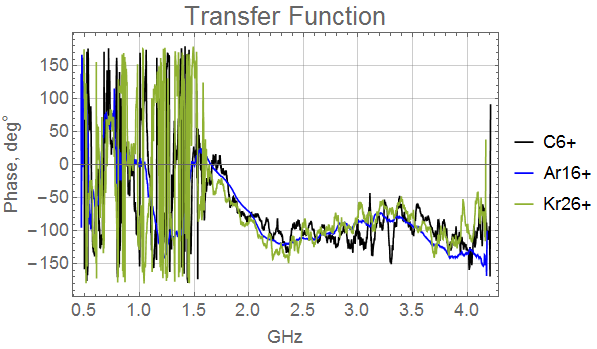 Transfer Function
Phase, deg°
150
100
50
0
−50
−100
−150
0.5 1.0 1.5 2.0 2.5 3.0 3.5 4.0
GHz
C6+
Ar16+
Kr26+